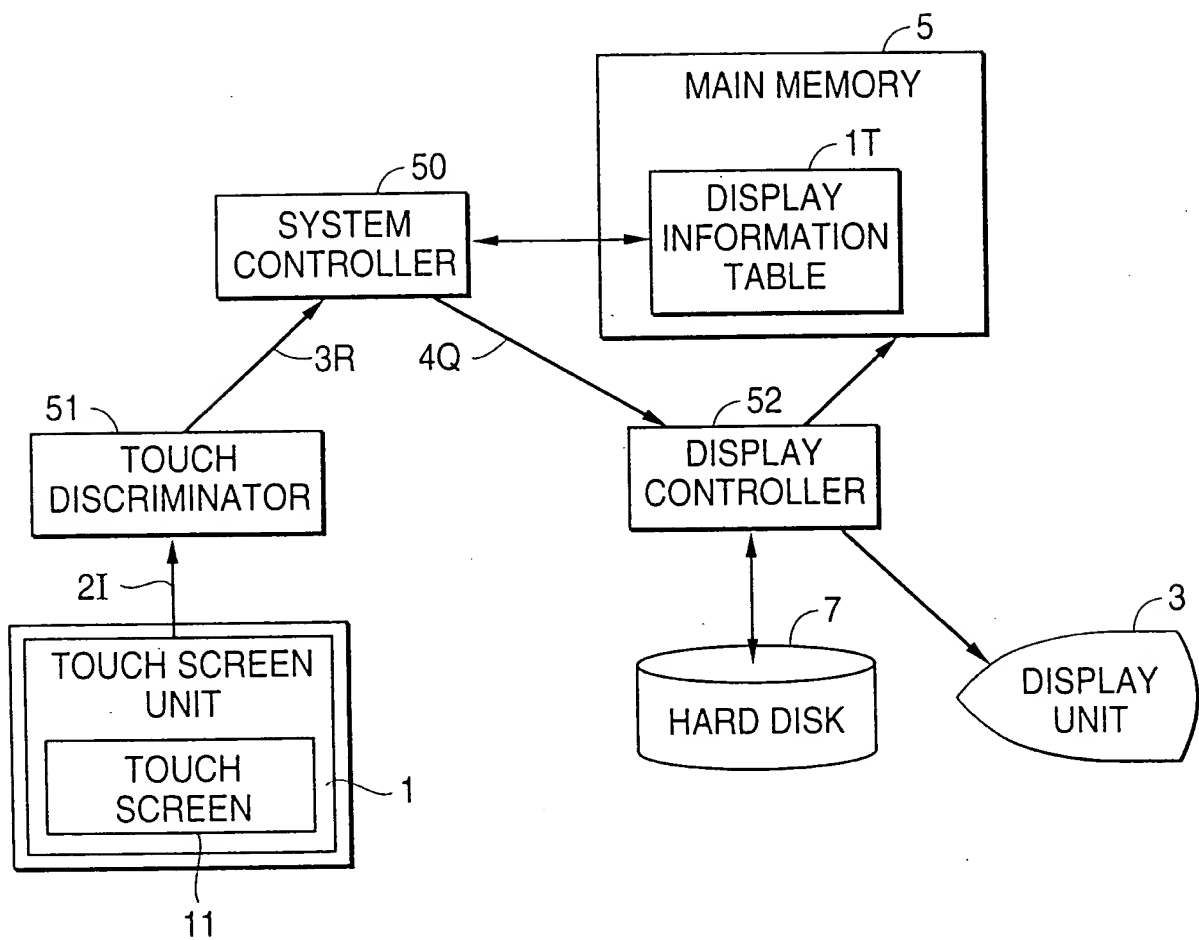 5
MAIN MEMORY
1T
DISPLAY
INFORMATION
TABLE
50
SYSTEM
CONTROLLER
3R
4Q
51
TOUCH
DISCRIMINATOR
52
DISPLAY
CONTROLLER
2I
TOUCH SCREEN
UNIT
TOUCH
SCREEN
1
11
7
HARD DISK
3
DISPLAY
UNIT